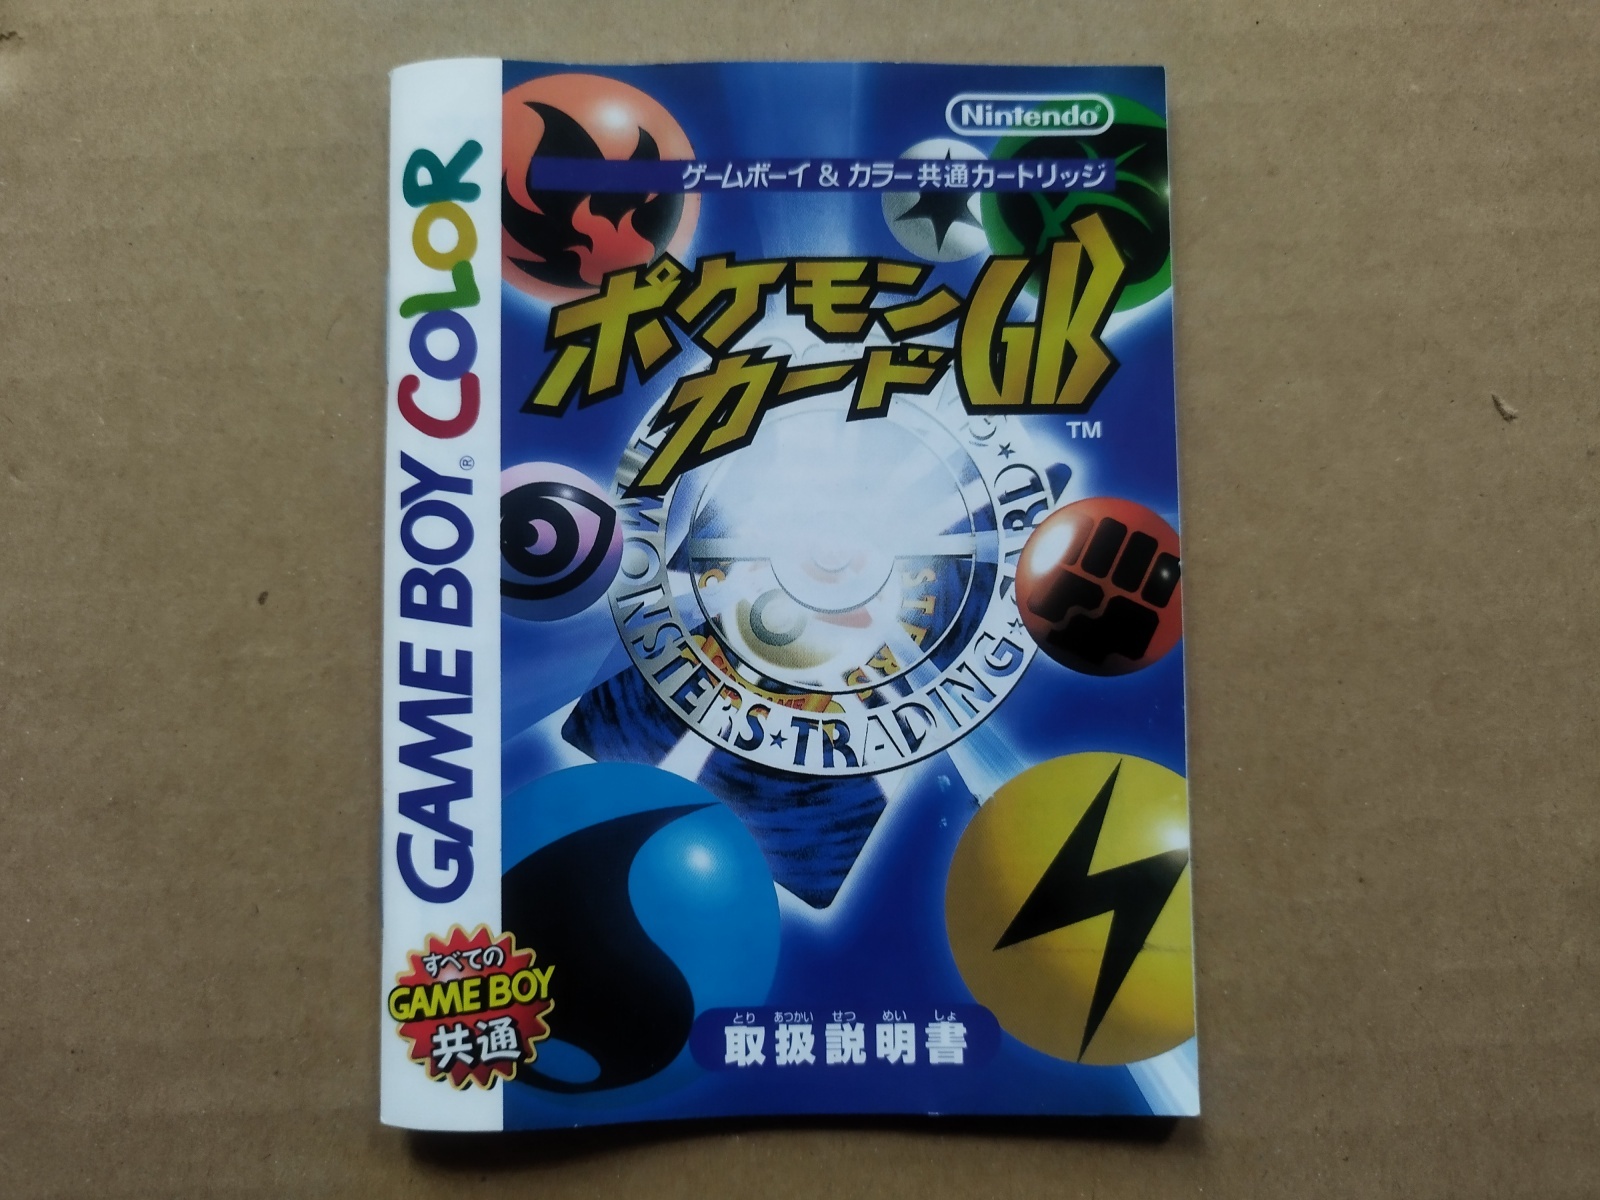 Nintendo®
ゲームボーイ & カラー共通カートリッジ
ポケモン
カードGB
TM
GAME BOY® COLOR
MONSTERS★TRADING★CARD★G
STARS
すべての
GAME BOY
共通
とり あつかい せつ めい しょ
取扱説明書